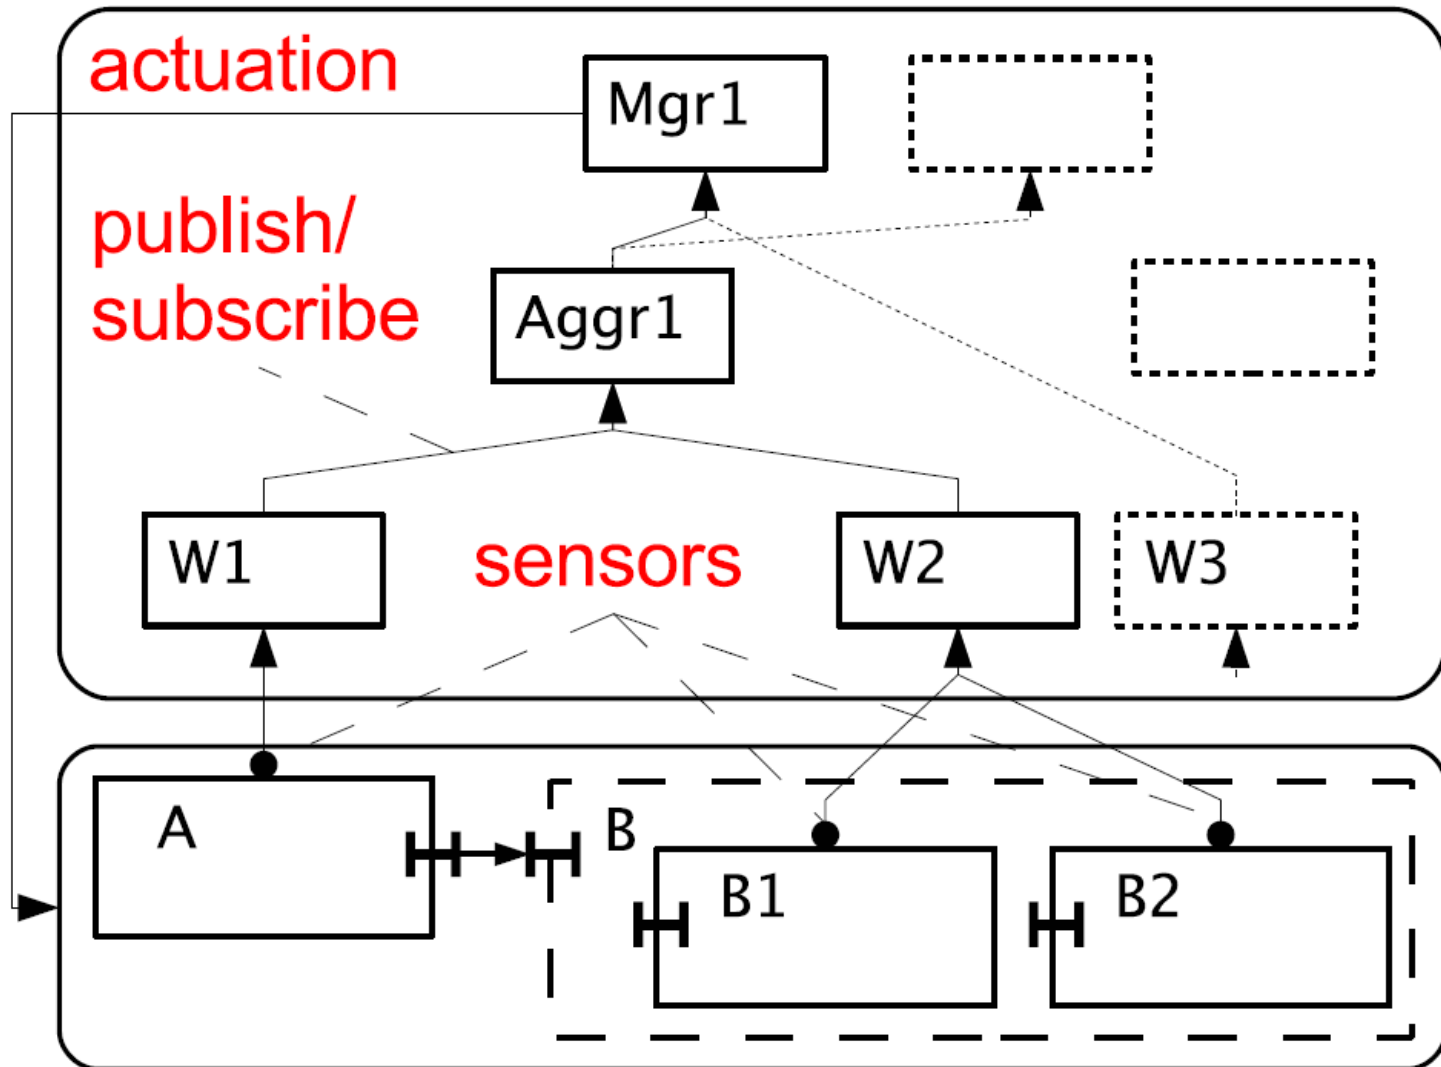 actuation
Mgr1
publish/
subscribe
Aggr1
W1
sensors
W2
W3
A
B
B1
B2